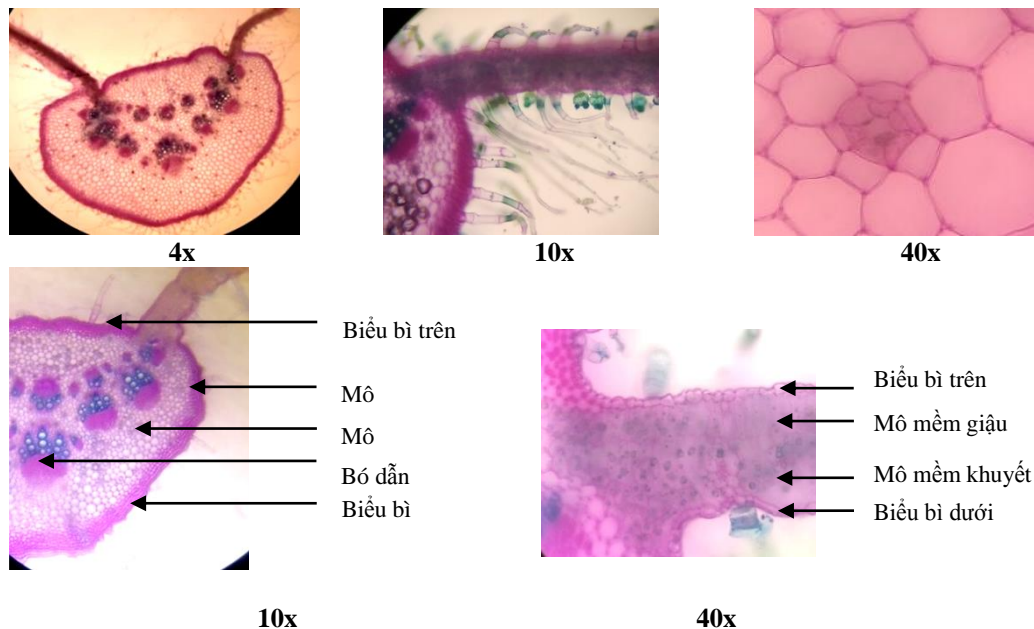 4x
10x
40x
Biểu bì trên
Mô
Mô
Bó dẫn
Biểu bì
Biểu bì trên
Mô mềm giậu
Mô mềm khuyết
Biểu bì dưới
10x
40x